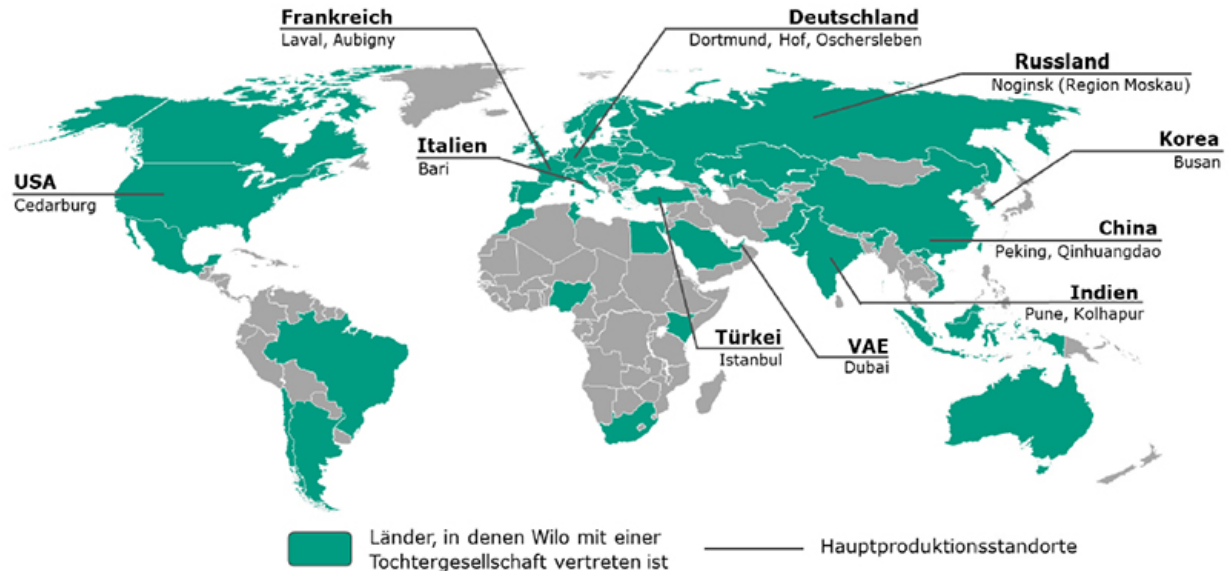 Frankreich
Laval, Aubigny
Deutschland
Dortmund, Hof, Oschersleben
Russland
Noginsk (Region Moskau)
Italien
Bari
Korea
Busan
USA
Cedarburg
China
Peking, Qinhuangdao
Indien
Pune, Kolhapur
Türkei
Istanbul
VAE
Dubai
Länder, in denen Wilo mit einer
Tochtergesellschaft vertreten ist
Hauptproduktionsstandorte